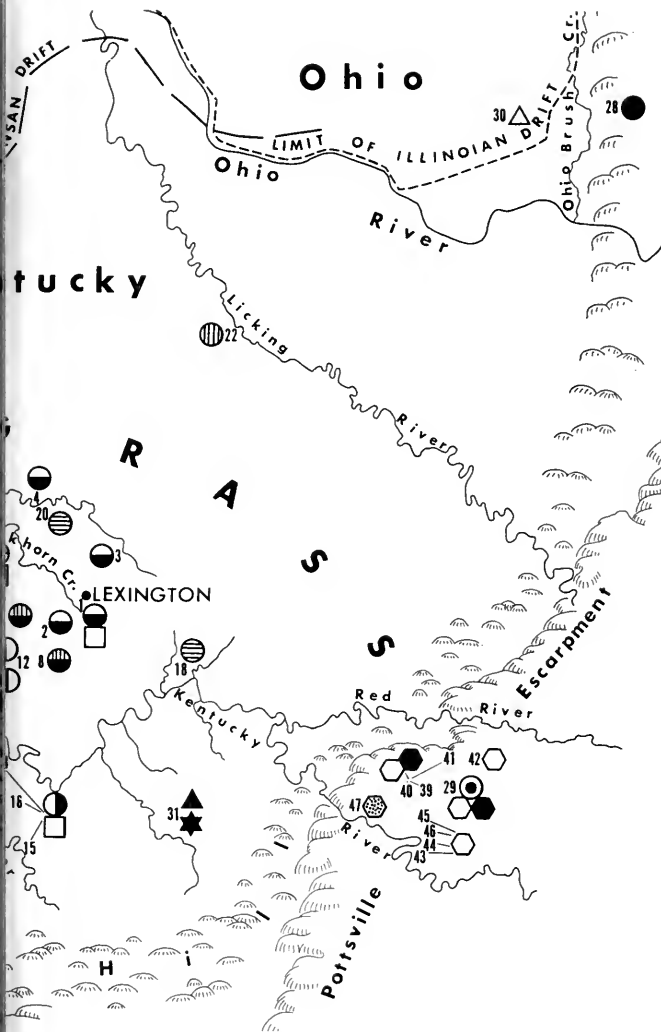 NSAN DRIFT
Ohio
Cr.
Ohio Brush
28
30
LIMIT OF ILLINOIAN DRIFT
Ohio
River
tucky
22
Licking
River
R A S S
4
20
3
khorn Cr.
LEXINGTON
2
12 8
18
Kentucky
Red River
Escarpment
41 42
40 39
29
47
River
45
46
44
43
16
15
31
Hill
Pottsville